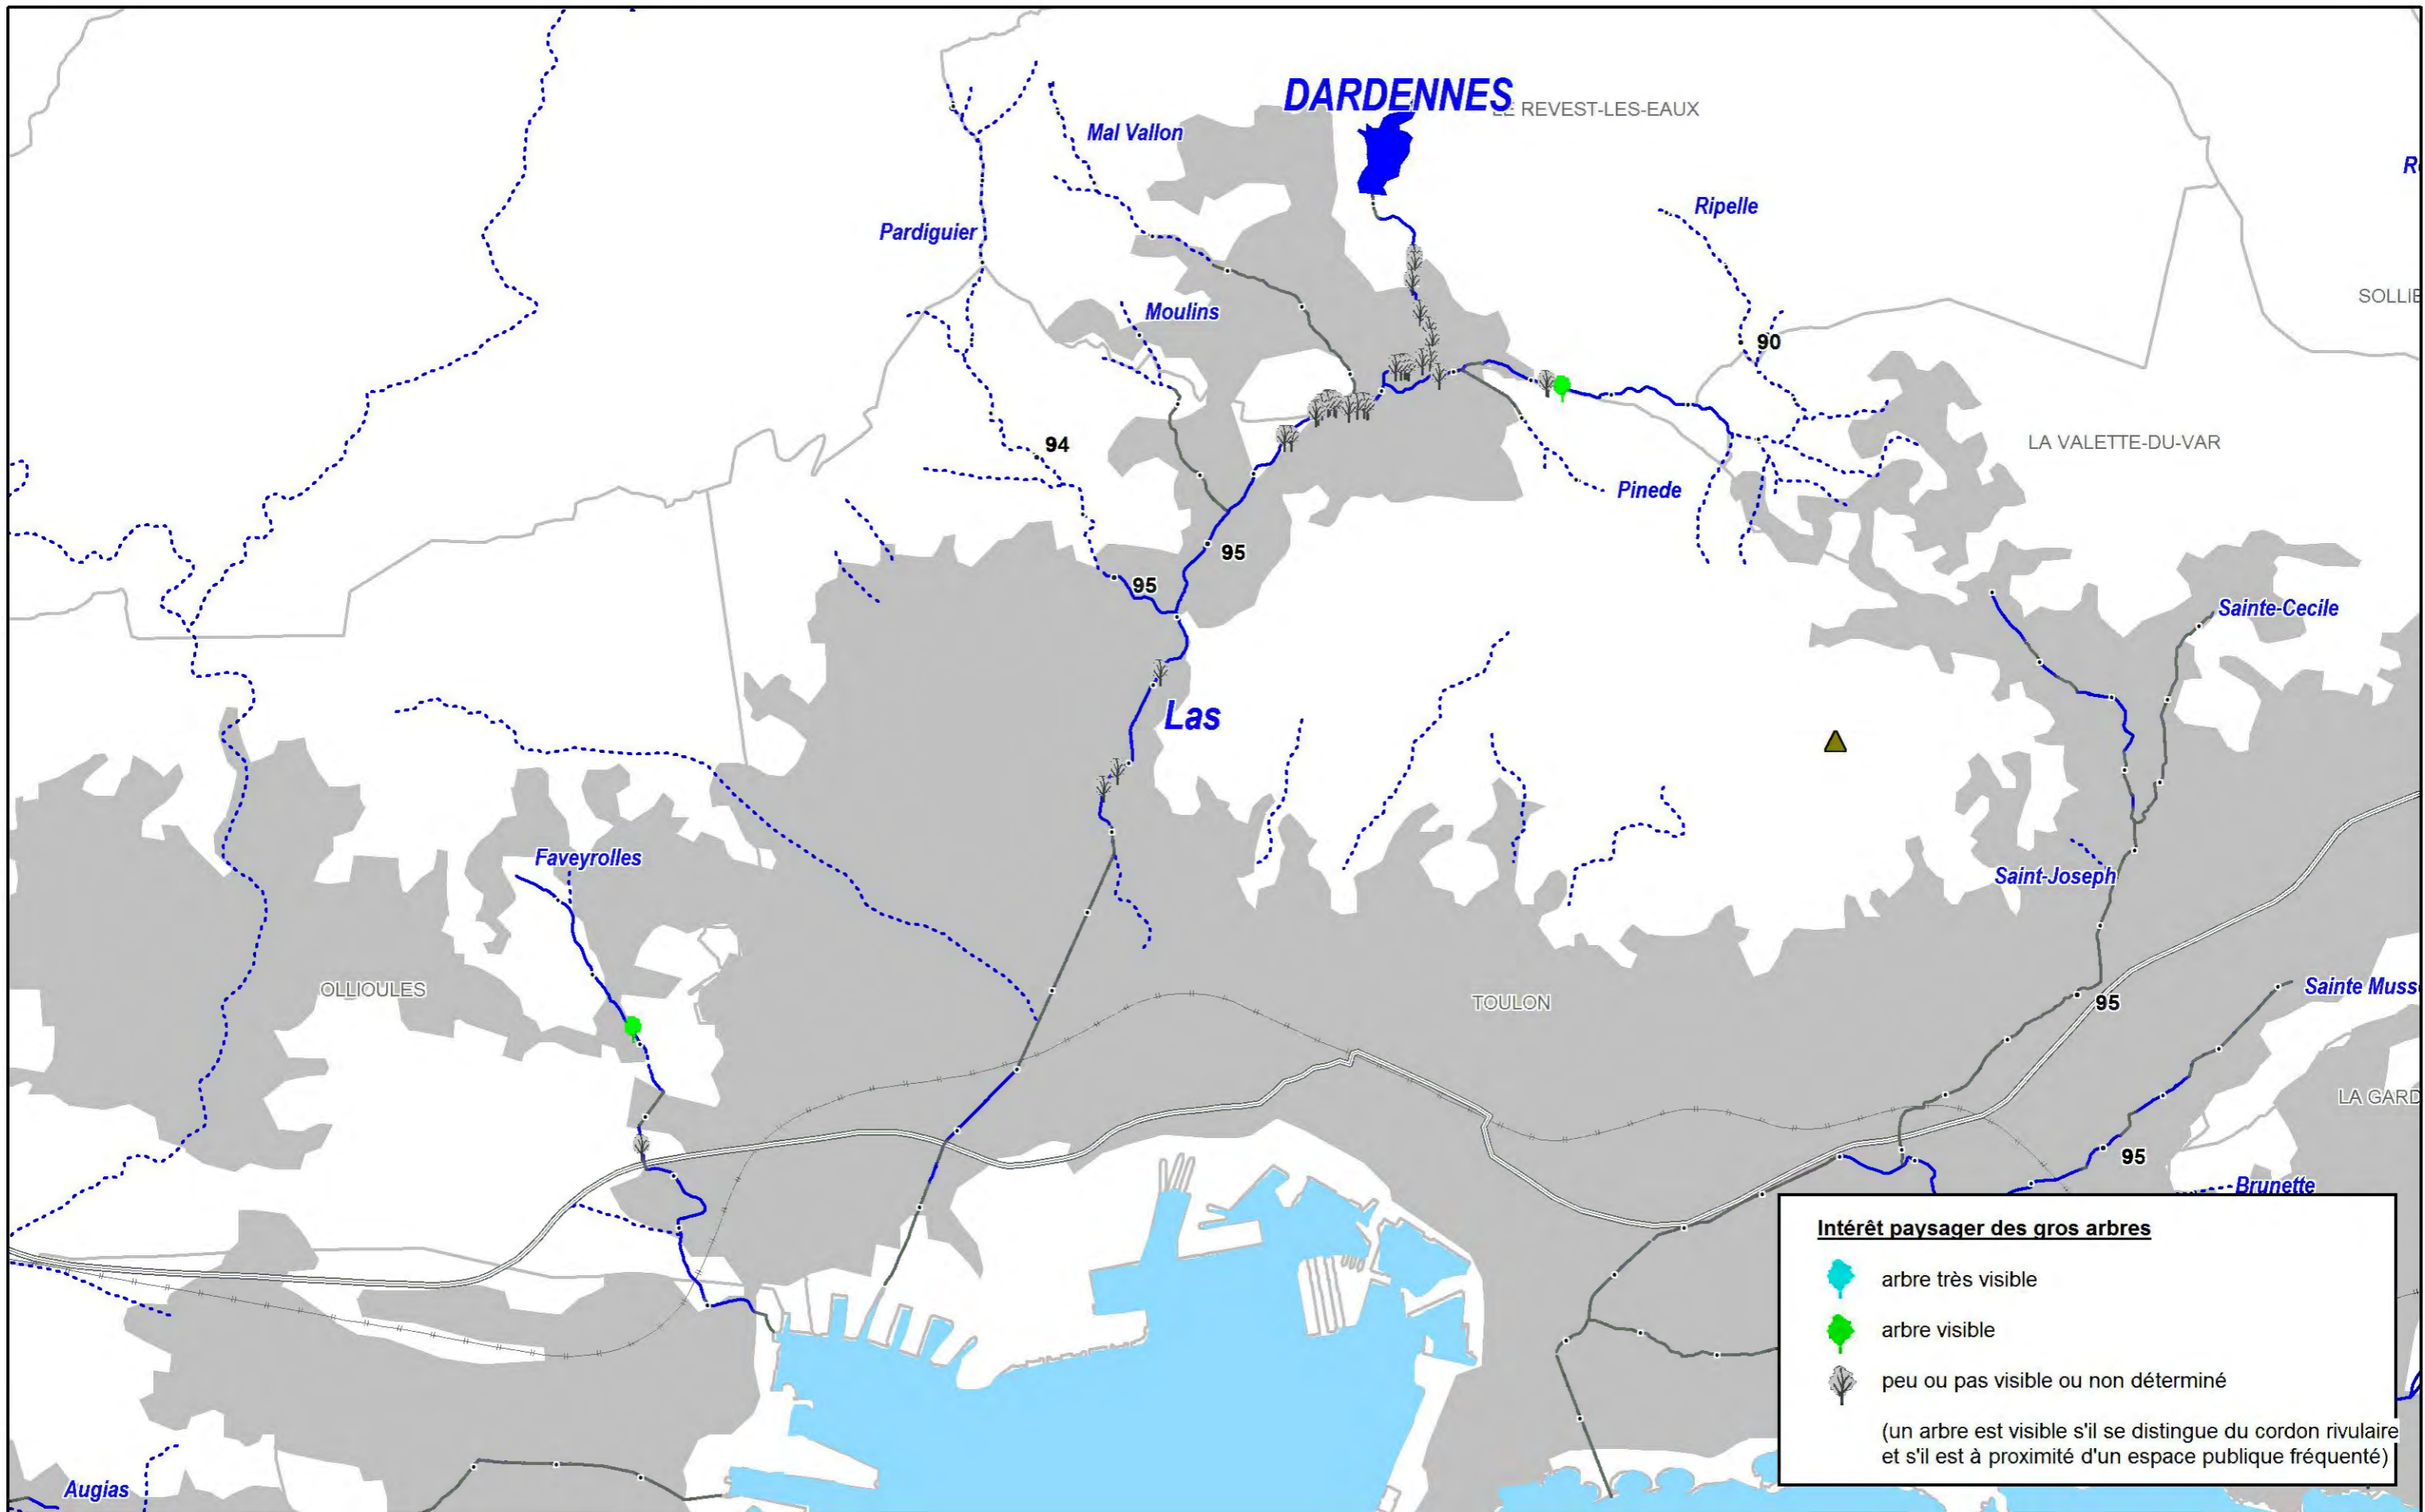 DARDENNES
LE REVEST-LES-EAUX
Mal Vallon
Ripelle
Pardiguier
Moulins
SOLLIE
90
LA VALETTE-DU-VAR
94
Pinede
95
95
Sainte-Cecile
Las
Faveyrolles
Saint-Joseph
OLLIOULES
Sainte Muss
TOULON
95
LA GARD
95
Brunette
Intérêt paysager des gros arbres
arbre très visible
arbre visible
peu ou pas visible ou non déterminé
(un arbre est visible s'il se distingue du cordon rivulaire
et s'il est à proximité d'un espace publique fréquenté)
Augias